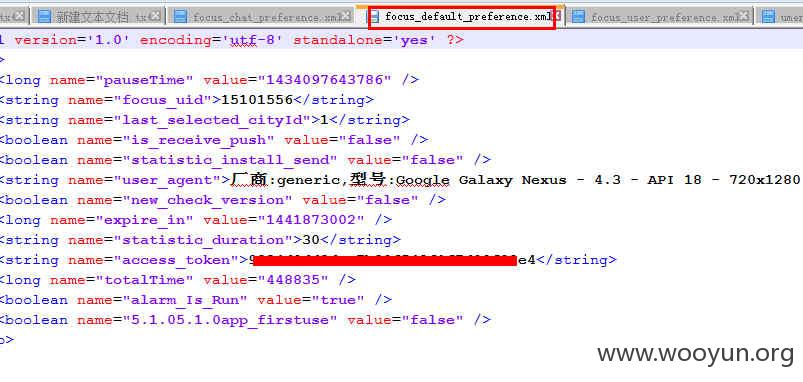 tx 新建文本文档.tx focus_chat_preference.xml focus_default_preference.xml focus_user_preference.xml umen
l version='1.0' encoding='utf-8' standalone='yes' ?>
>
<long name="pauseTime" value="1434097643786" />
<string name="focus_uid">15101556</string>
<string name="last_selected_cityId">1</string>
<boolean name="is_receive_push" value="false" />
<boolean name="statistic_install_send" value="false" />
<string name="user_agent">厂商:generic,型号:Google Galaxy Nexus - 4.3 - API 18 - 720x1280
<boolean name="new_check_version" value="false" />
<long name="expire_in" value="1441873002" />
<string name="statistic_duration">30</string>
<string name="access_token">9 e4</string>
<long name="totalTime" value="448835" />
<boolean name="alarm_Is_Run" value="true" />
<boolean name="5.1.05.1.0app_firstuse" value="false" />
p>
www.wooyun.org